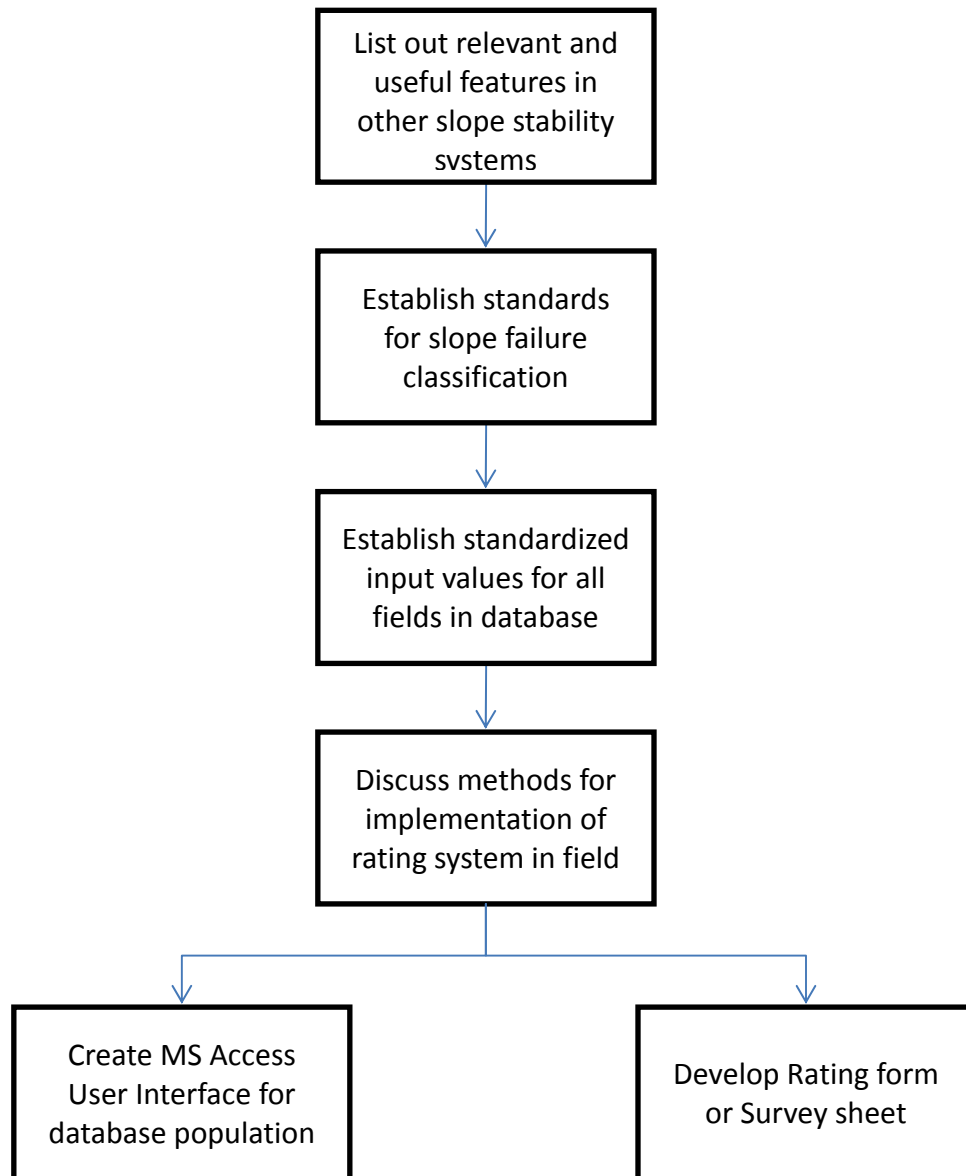 List out relevant and
useful features in
other slope stability
systems
Establish standards
for slope failure
classification
Establish standardized
input values for all
fields in database
Discuss methods for
implementation of
rating system in field
Create MS Access
User Interface for
database population
Develop Rating form
or Survey sheet